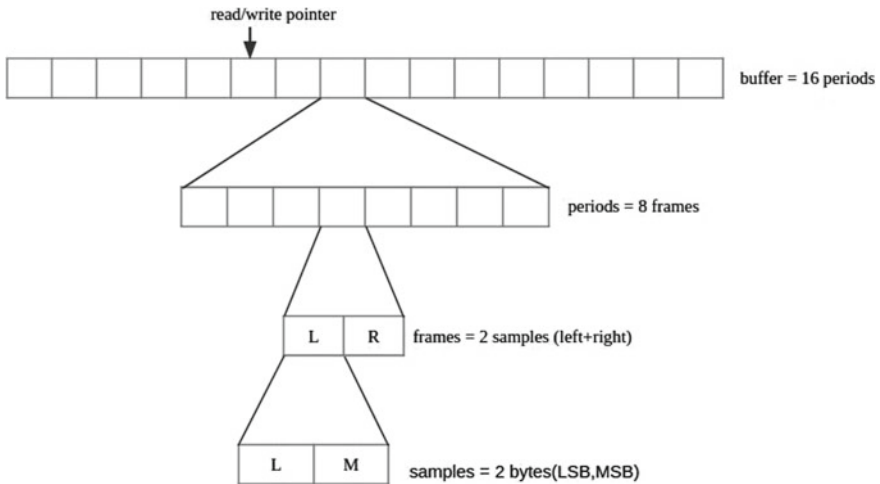 read/write pointer
buffer = 16 periods
periods = 8 frames
L R
frames = 2 samples (left+right)
L M
samples = 2 bytes(LSB,MSB)